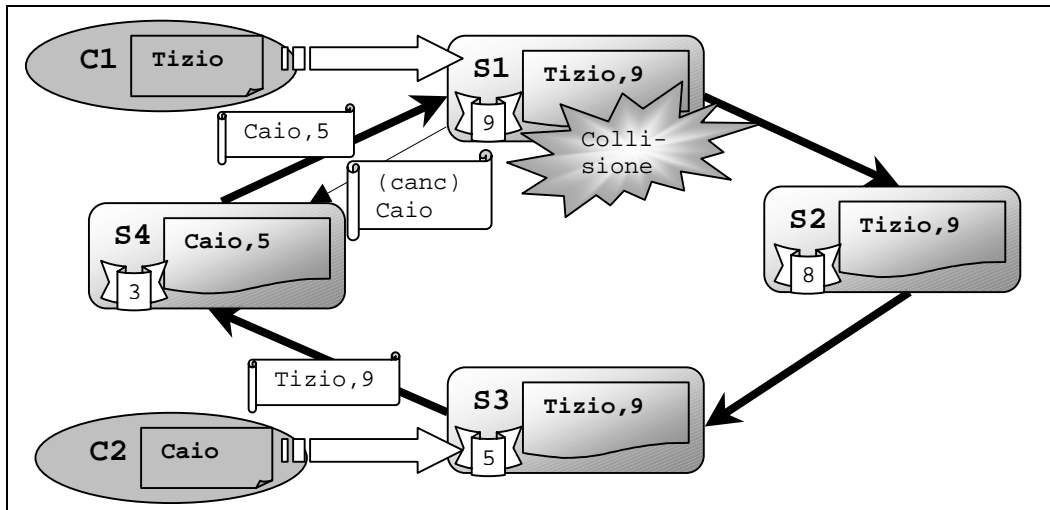 C1
Tizio
S1
Tizio,9
9
Colli-
sione
Caio,5
(canc)
Caio
S4
Caio,5
3
S2
Tizio,9
8
Tizio,9
S3
Tizio,9
5
C2
Caio